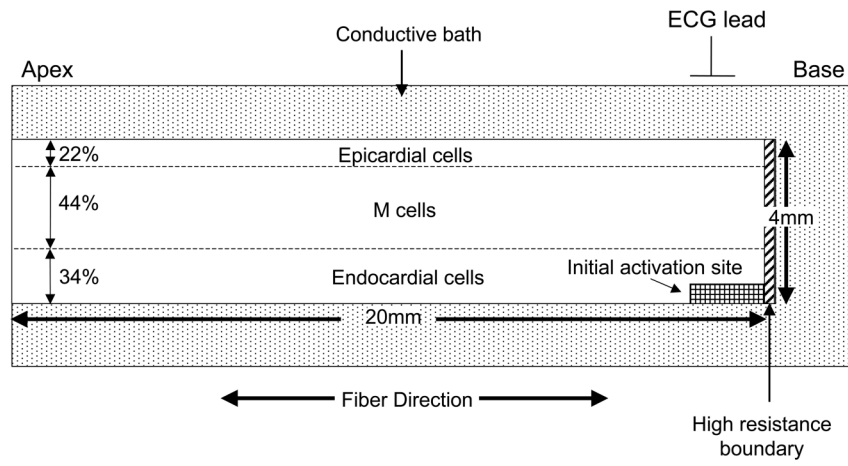 ECG lead
Conductive bath
Apex
Base
22%
Epicardial cells
44%
M cells
4mm
34%
Endocardial cells
Initial activation site
20mm
Fiber Direction
High resistance
boundary